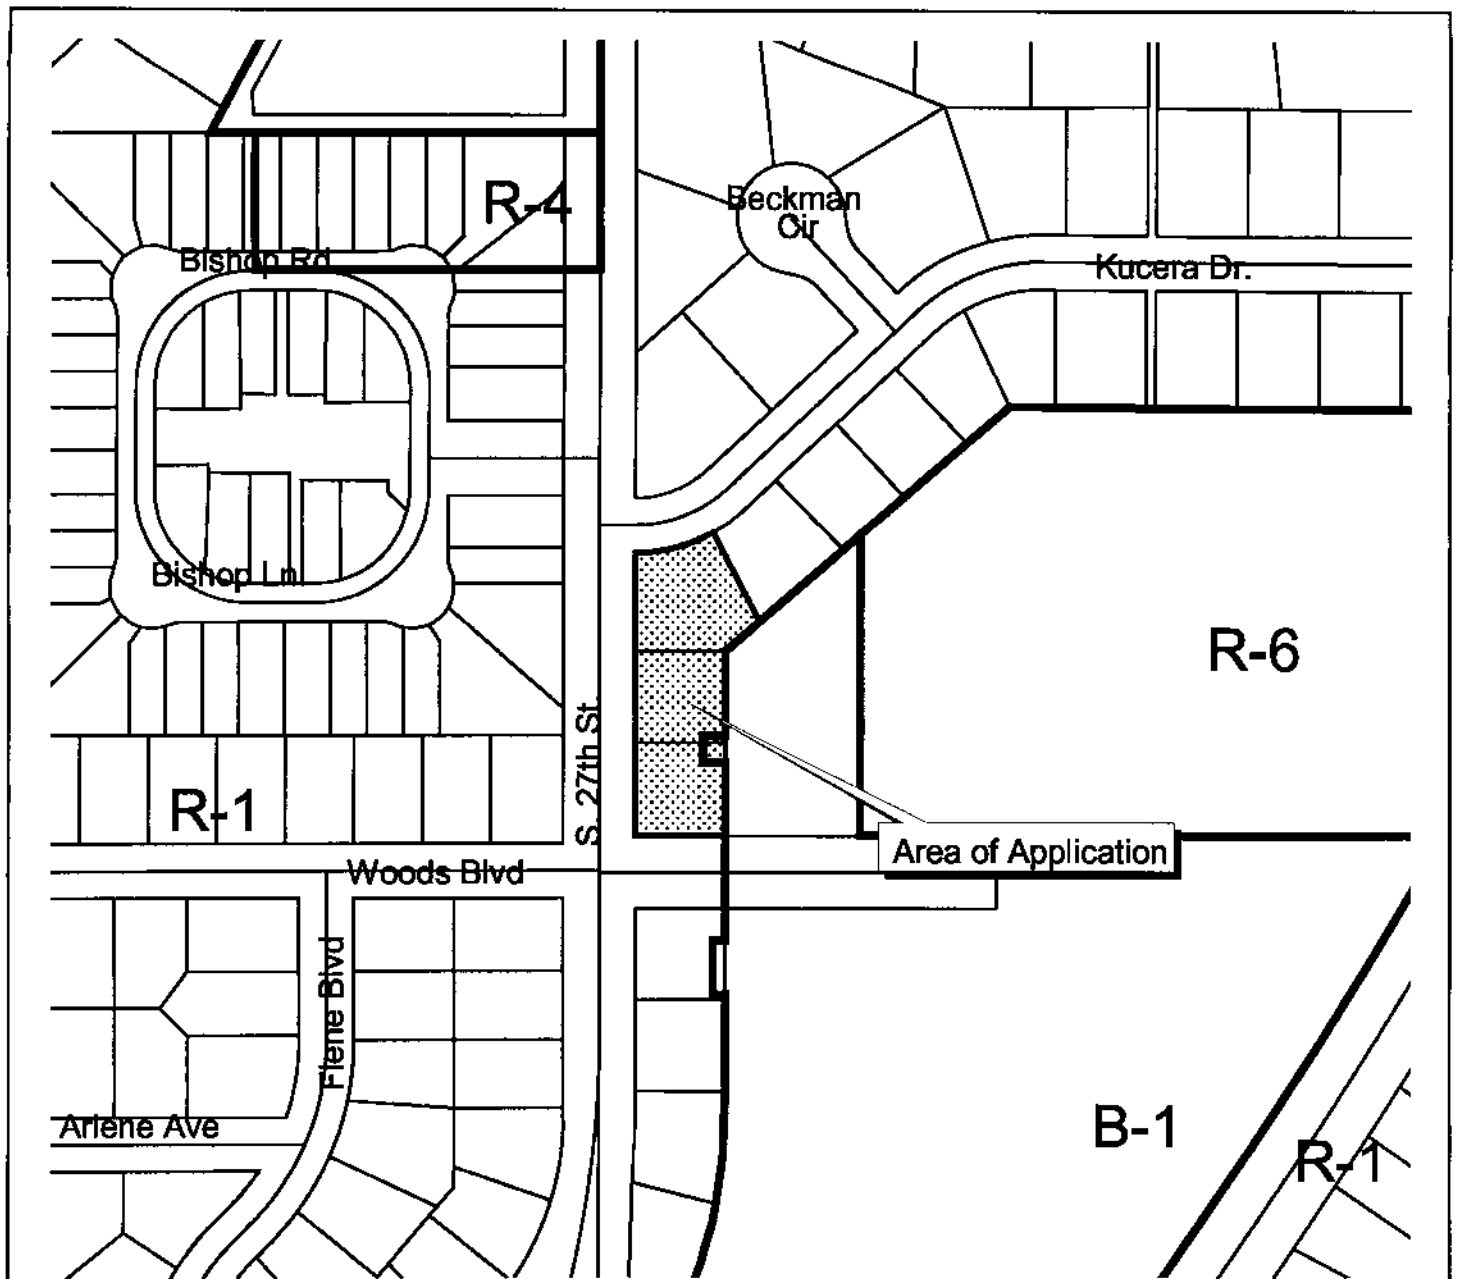 R-4
Beckman
Cir
Bishop Rd
Kucera Dr.
Bishop Ln
R-6
S. 27th St
R-1
Area of Application
Woods Blvd
Flene Blvd
B-1
Arlene Ave
R-1